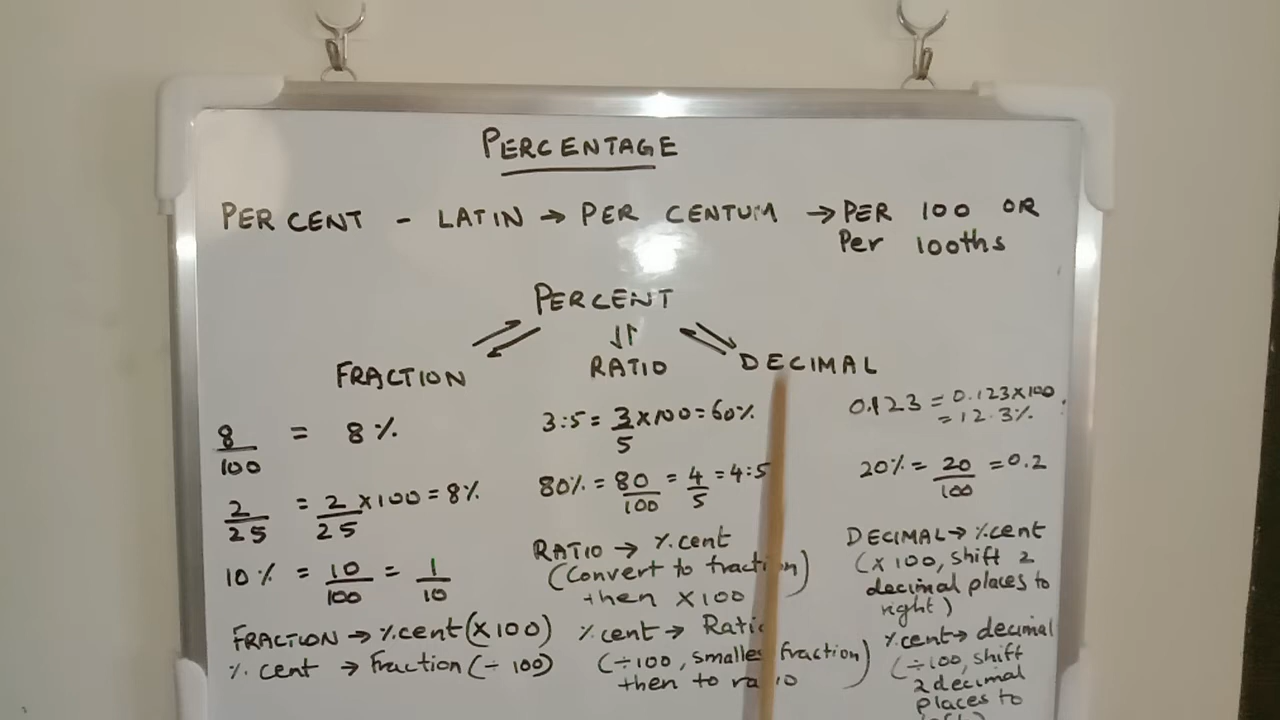 PERCENTAGE
PER CENT - LATIN → PER CENTUM → PER 100 OR
Per 100ths
PERCENT
FRACTION
8/100 = 8%
2/25 = 2/25 × 100 = 8%
10% = 10/100 = 1/10
FRACTION → %cent (×100)
% cent → Fraction (÷ 100)
RATIO
3:5 = 3/5 × 100 = 60%
80% = 80/100 = 4/5 = 4:5
RATIO → %cent
(Convert to fraction)
then × 100
%cent → Ratio
(÷100, smallest fraction)
then to ratio
DECIMAL
0.123 = 0.123×100
= 12.3%
20% = 20/100 = 0.2
DECIMAL → %cent
(×100, shift 2
decimal places to
right)
%cent → decimal
(÷100, shift
2 decimal
places to